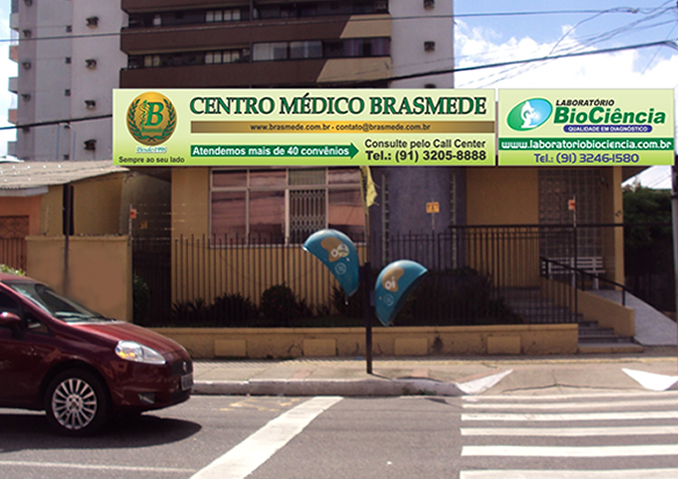 B
Desde 1991
Sempre ao seu lado
CENTRO MÉDICO BRASMEDE
www.brasmede.com.br - contato@brasmede.com.br
Atendemos mais de 40 convênios
Consulte pelo Call Center
Tel.: (91) 3205-8888
LABORATÓRIO
BioCiência
QUALIDADE EM DIAGNÓSTICO
www.laboratoriobiociencia.com.br
Tel.: (91) 3246-1580
oi